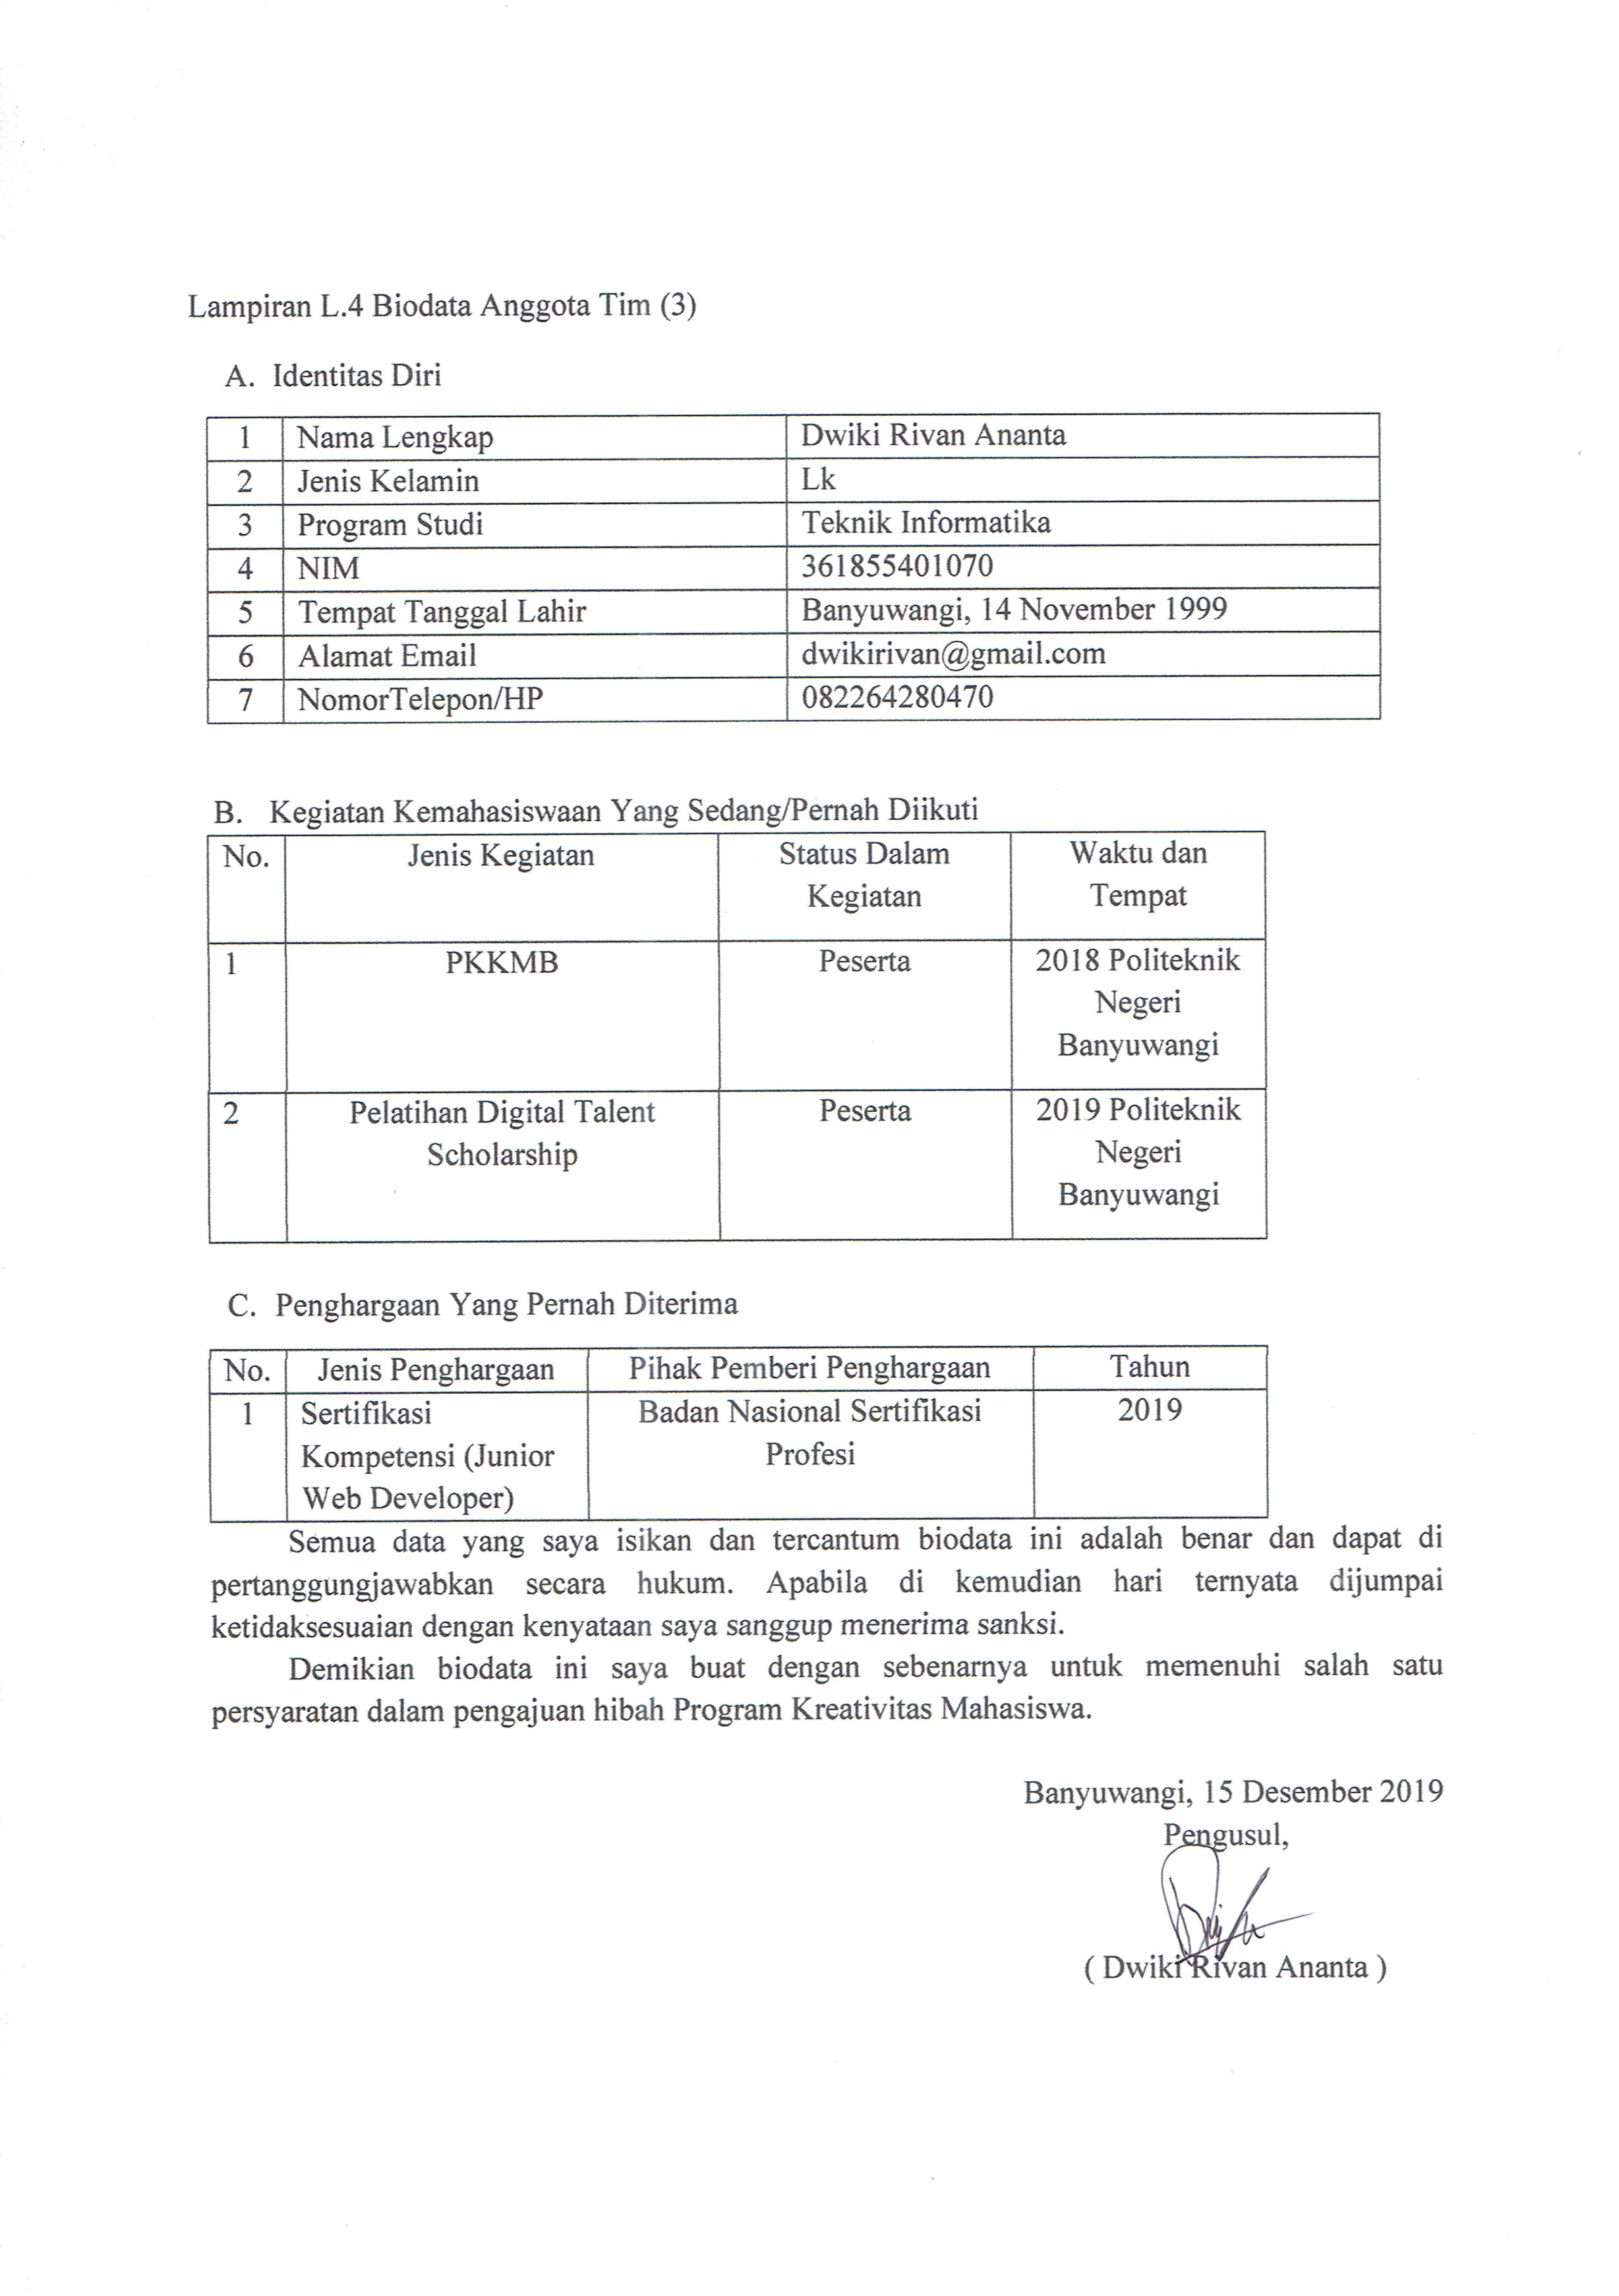 Lampiran L.4 Biodata Anggota Tim (3)
A. Identitas Diri
1 Nama Lengkap Dwiki Rivan Ananta
2 Jenis Kelamin Lk
3 Program Studi Teknik Informatika
4 NIM 361855401070
5 Tempat Tanggal Lahir Banyuwangi, 14 November 1999
6 Alamat Email dwikirivan@gmail.com
7 NomorTelepon/HP 082264280470
B. Kegiatan Kemahasiswaan Yang Sedang/Pernah Diikuti
No. Jenis Kegiatan Status Dalam Waktu dan
Kegiatan Tempat
1 PKKMB Peserta 2018 Politeknik
Negeri
Banyuwangi
2 Pelatihan Digital Talent Peserta 2019 Politeknik
Scholarship Negeri
Banyuwangi
C. Penghargaan Yang Pernah Diterima
No. Jenis Penghargaan Pihak Pemberi Penghargaan Tahun
1 Sertifikasi Badan Nasional Sertifikasi 2019
Kompetensi (Junior Profesi
Web Developer)
Semua data yang saya isikan dan tercantum biodata ini adalah benar dan dapat di
pertanggungjawabkan secara hukum. Apabila di kemudian hari ternyata dijumpai
ketidaksesuaian dengan kenyataan saya sanggup menerima sanksi.
Demikian biodata ini saya buat dengan sebenarnya untuk memenuhi salah satu
persyaratan dalam pengajuan hibah Program Kreativitas Mahasiswa.
Banyuwangi, 15 Desember 2019
Pengusul,
( Dwiki Rivan Ananta )